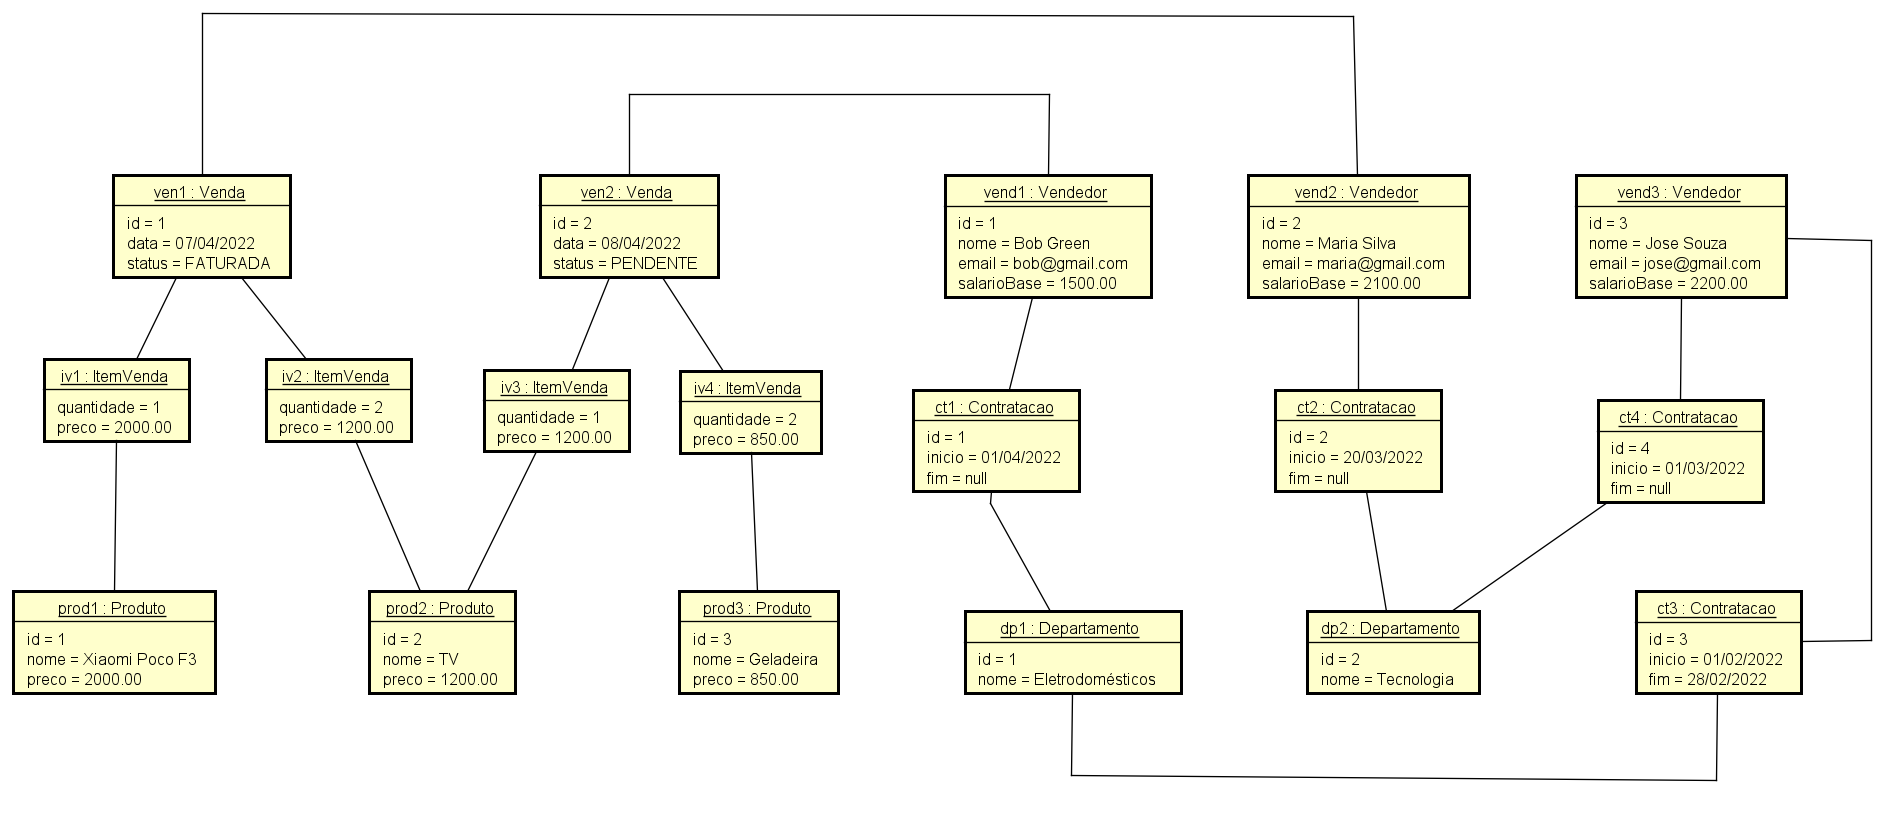 ven1 : Venda
id = 1
data = 07/04/2022
status = FATURADA
ven2 : Venda
id = 2
data = 08/04/2022
status = PENDENTE
vend1 : Vendedor
id = 1
nome = Bob Green
email = bob@gmail.com
salarioBase = 1500.00
vend2 : Vendedor
id = 2
nome = Maria Silva
email = maria@gmail.com
salarioBase = 2100.00
vend3 : Vendedor
id = 3
nome = Jose Souza
email = jose@gmail.com
salarioBase = 2200.00
iv1 : ItemVenda
quantidade = 1
preco = 2000.00
iv2 : ItemVenda
quantidade = 2
preco = 1200.00
iv3 : ItemVenda
quantidade = 1
preco = 1200.00
iv4 : ItemVenda
quantidade = 2
preco = 850.00
ct1 : Contratacao
id = 1
inicio = 01/04/2022
fim = null
ct2 : Contratacao
id = 2
inicio = 20/03/2022
fim = null
ct4 : Contratacao
id = 4
inicio = 01/03/2022
fim = null
prod1 : Produto
id = 1
nome = Xiaomi Poco F3
preco = 2000.00
prod2 : Produto
id = 2
nome = TV
preco = 1200.00
prod3 : Produto
id = 3
nome = Geladeira
preco = 850.00
dp1 : Departamento
id = 1
nome = Eletrodomésticos
dp2 : Departamento
id = 2
nome = Tecnologia
ct3 : Contratacao
id = 3
inicio = 01/02/2022
fim = 28/02/2022